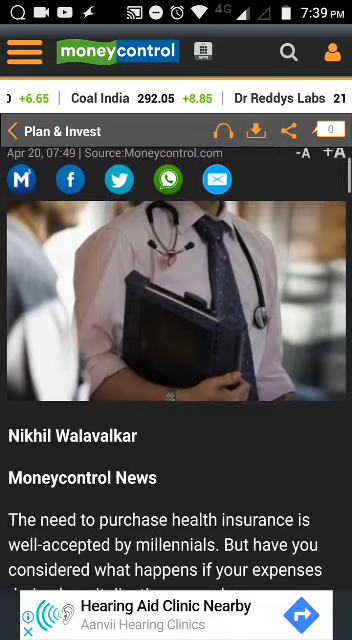 4G 7:39 PM
moneycontrol APPS
0 +6.65 | Coal India 292.05 +8.85 | Dr Reddys Labs 21
Plan & Invest 0
Apr 20, 07:49 | Source:Moneycontrol.com -A +A
M
Nikhil Walavalkar
Moneycontrol News
The need to purchase health insurance is
well-accepted by millennials. But have you
considered what happens if your expenses
Hearing Aid Clinic Nearby
Aanvii Hearing Clinics